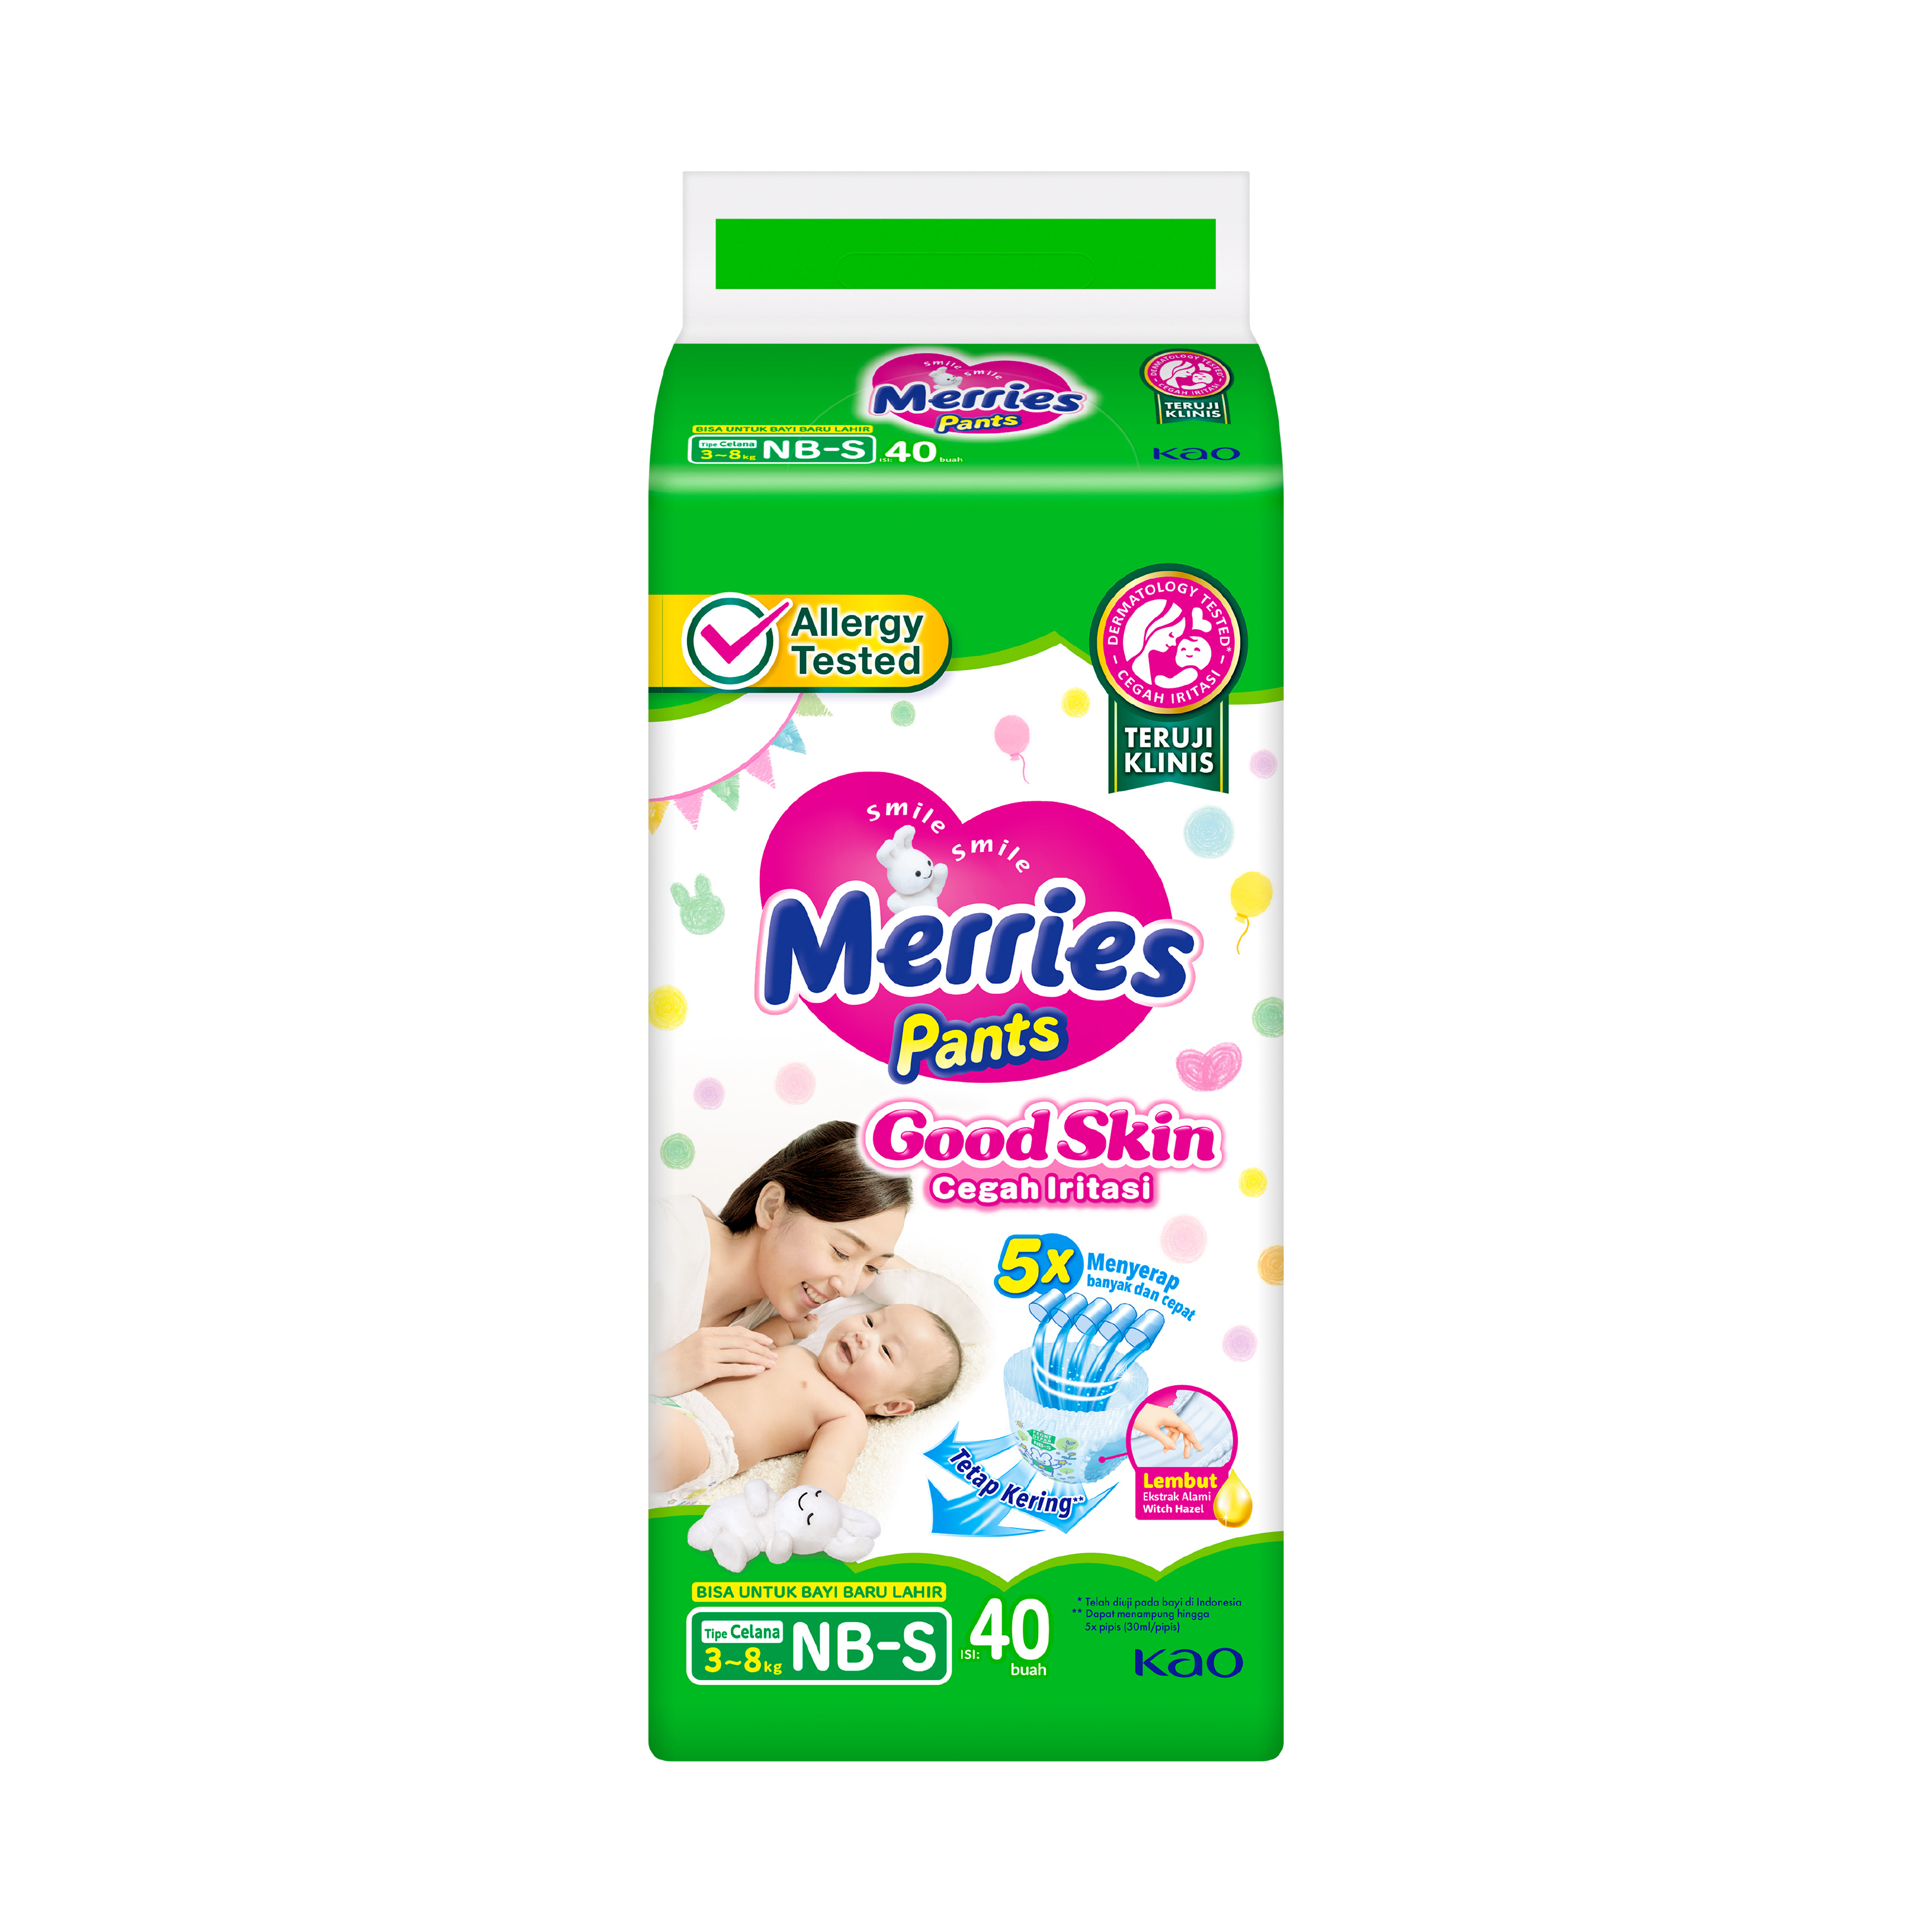 smile smile
Merries
Pants
DERMATOLOGY TESTED*
CEGAH IRITASI
TERUJI
KLINIS
BISA UNTUK BAYI BARU LAHIR
Tipe Celana
3~8kg NB-S ISI: 40 buah
Kao
Allergy
Tested
DERMATOLOGY TESTED*
CEGAH IRITASI
TERUJI
KLINIS
smile smile
Merries
Pants
Good Skin
Cegah Iritasi
5x Menyerap
banyak dan cepat
Tetap Kering**
Lembut
Ekstrak Alami
Witch Hazel
BISA UNTUK BAYI BARU LAHIR
Tipe Celana
3~8kg NB-S ISI: 40 buah
* Telah diuji pada bayi di Indonesia
** Dapat menampung hingga
5x pipis (30ml/pipis)
Kao